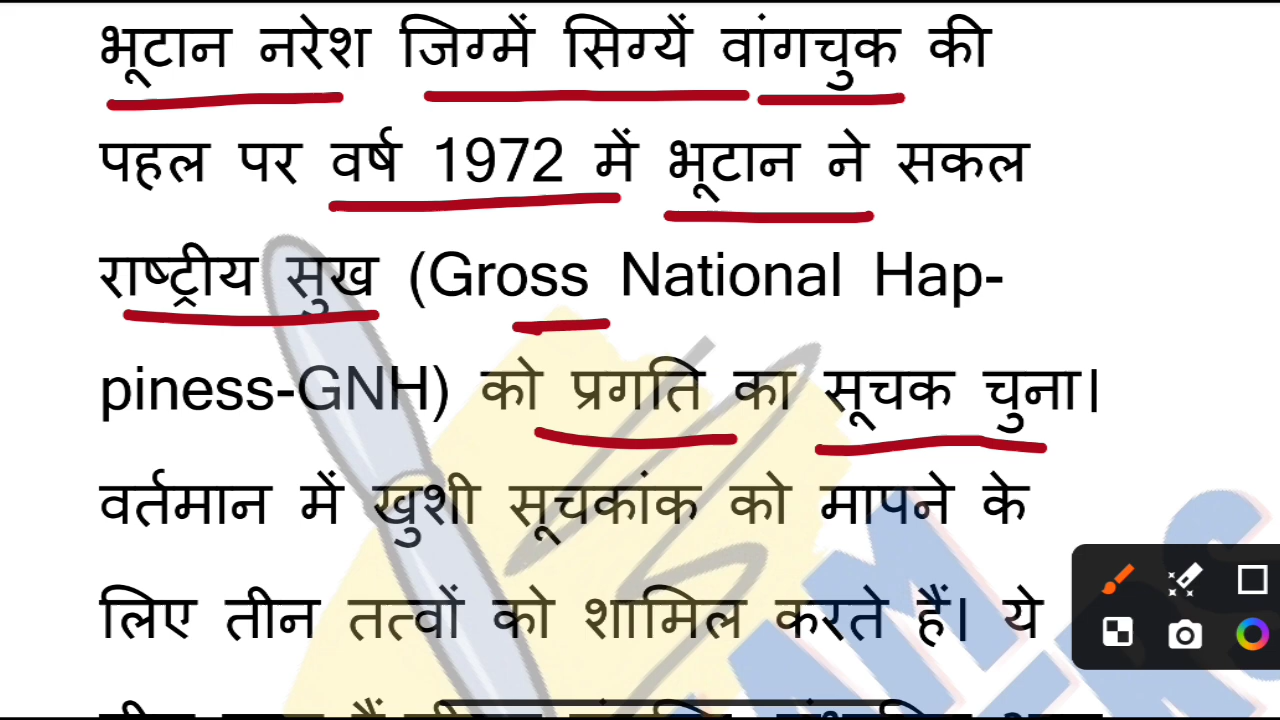 भूटान नरेश जिग्में सिग्यें वांगचुक की
पहल पर वर्ष 1972 में भूटान ने सकल
राष्ट्रीय सुख (Gross National Hap-
piness-GNH) को प्रगति का सूचक चुना।
वर्तमान में खुशी सूचकांक को मापने के
लिए तीन तत्वों को शामिल करते हैं। ये